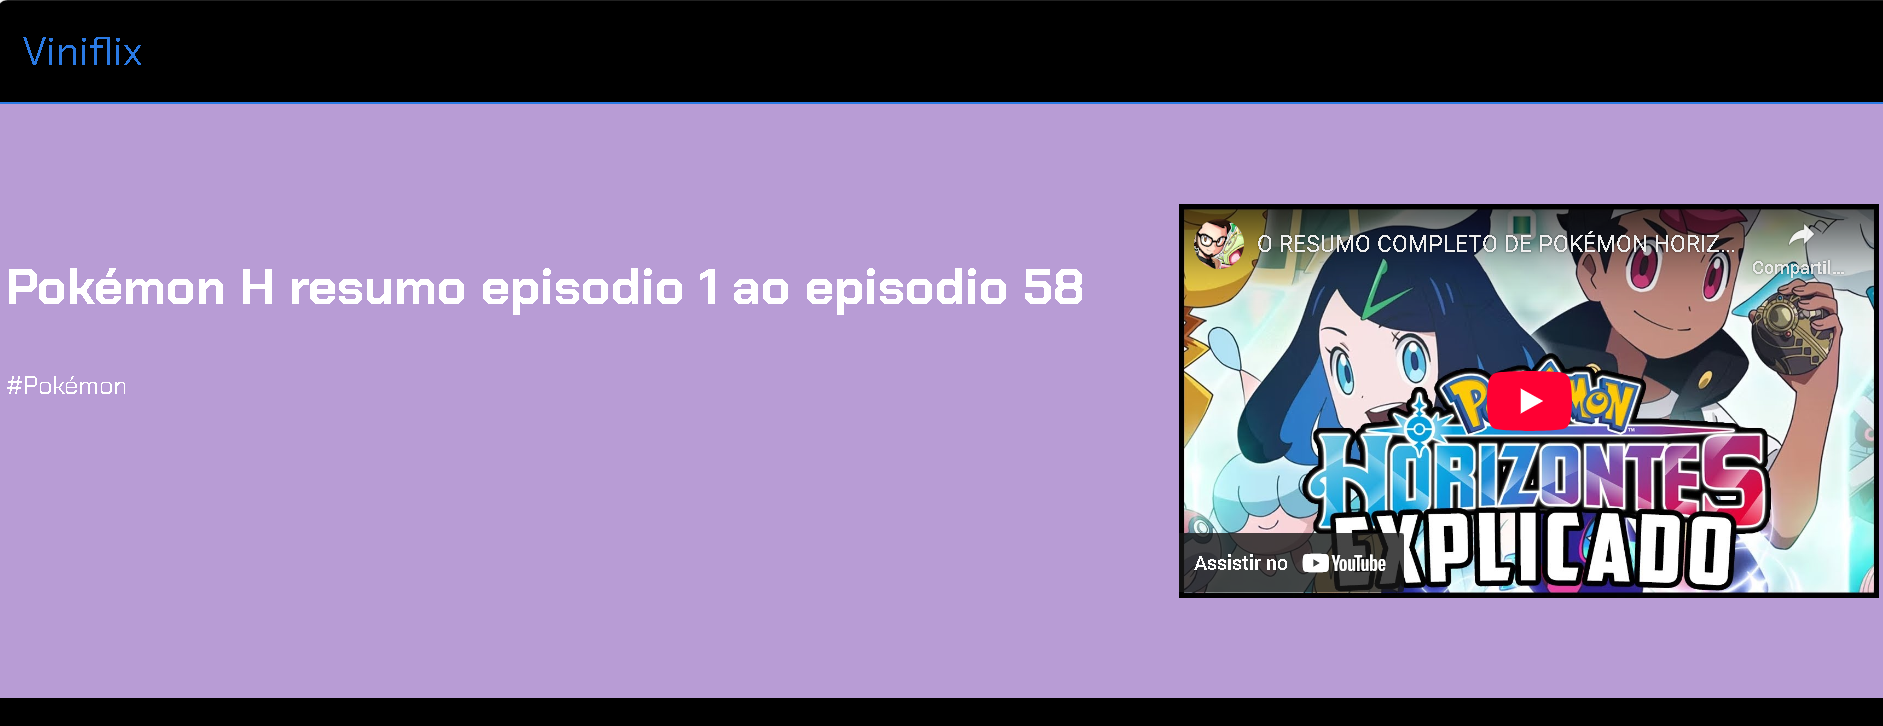 Viniflix
Pokémon H resumo episodio 1 ao episodio 58
#Pokémon
O RESUMO COMPLETO DE POKÉMON HORIZ...
Compartil...
HORIZONTES
EXPLICADO
Assistir no YouTube